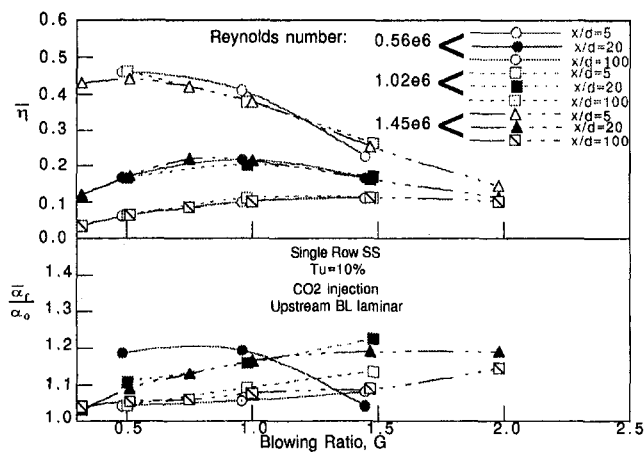 0.6
0.5
0.4
η̅
0.3
0.2
0.1
0.0
Reynolds number:
0.56e6
1.02e6
1.45e6
x/d=5
x/d=20
x/d=100
x/d=5
x/d=20
x/d=100
x/d=5
x/d=20
x/d=100
Single Row SS
Tu=10%
CO2 injection
Upstream BL laminar
1.4
1.3
α̅f
αo
1.2
1.1
1.0
0.5
1.0
1.5
2.0
2.5
Blowing Ratio, G